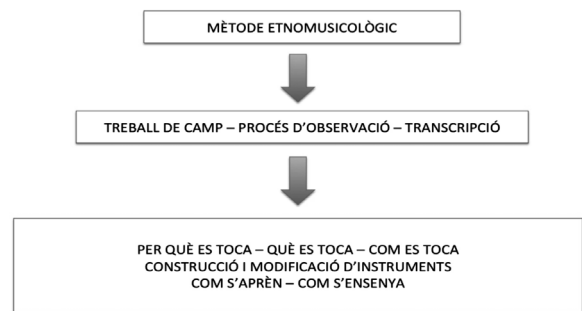 MÈTODE ETNOMUSICOLÒGIC
TREBALL DE CAMP – PROCÉS D'OBSERVACIÓ – TRANSCRIPCIÓ
PER QUÈ ES TOCA – QUÈ ES TOCA – COM ES TOCA
CONSTRUCCIÓ I MODIFICACIÓ D'INSTRUMENTS
COM S'APRÈN – COM S'ENSENYA